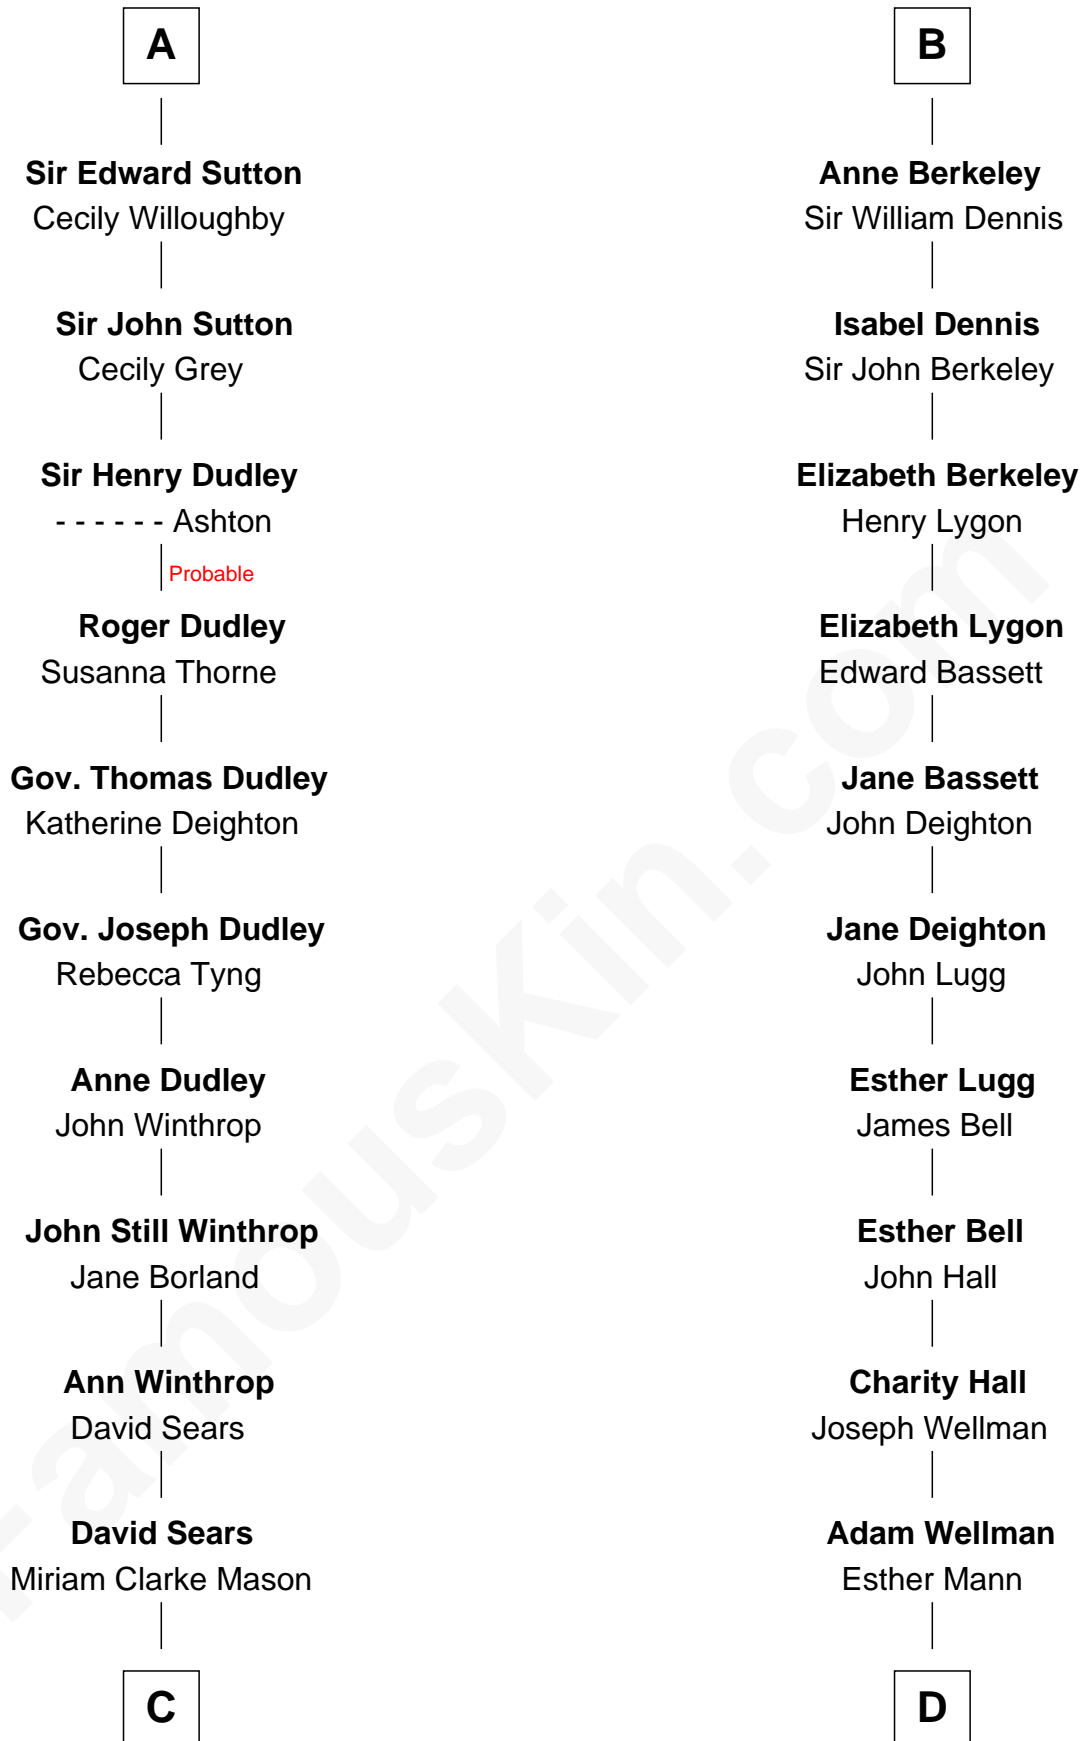 A
Sir Edward Sutton
Cecily Willoughby
Sir John Sutton
Cecily Grey
Sir Henry Dudley
- - - - - - Ashton
Probable
Roger Dudley
Susanna Thorne
Gov. Thomas Dudley
Katherine Deighton
Gov. Joseph Dudley
Rebecca Tyng
Anne Dudley
John Winthrop
John Still Winthrop
Jane Borland
Ann Winthrop
David Sears
David Sears
Miriam Clarke Mason
C
B
Anne Berkeley
Sir William Dennis
Isabel Dennis
Sir John Berkeley
Elizabeth Berkeley
Henry Lygon
Elizabeth Lygon
Edward Bassett
Jane Bassett
John Deighton
Jane Deighton
John Lugg
Esther Lugg
James Bell
Esther Bell
John Hall
Charity Hall
Joseph Wellman
Adam Wellman
Esther Mann
D
FamousKin.com